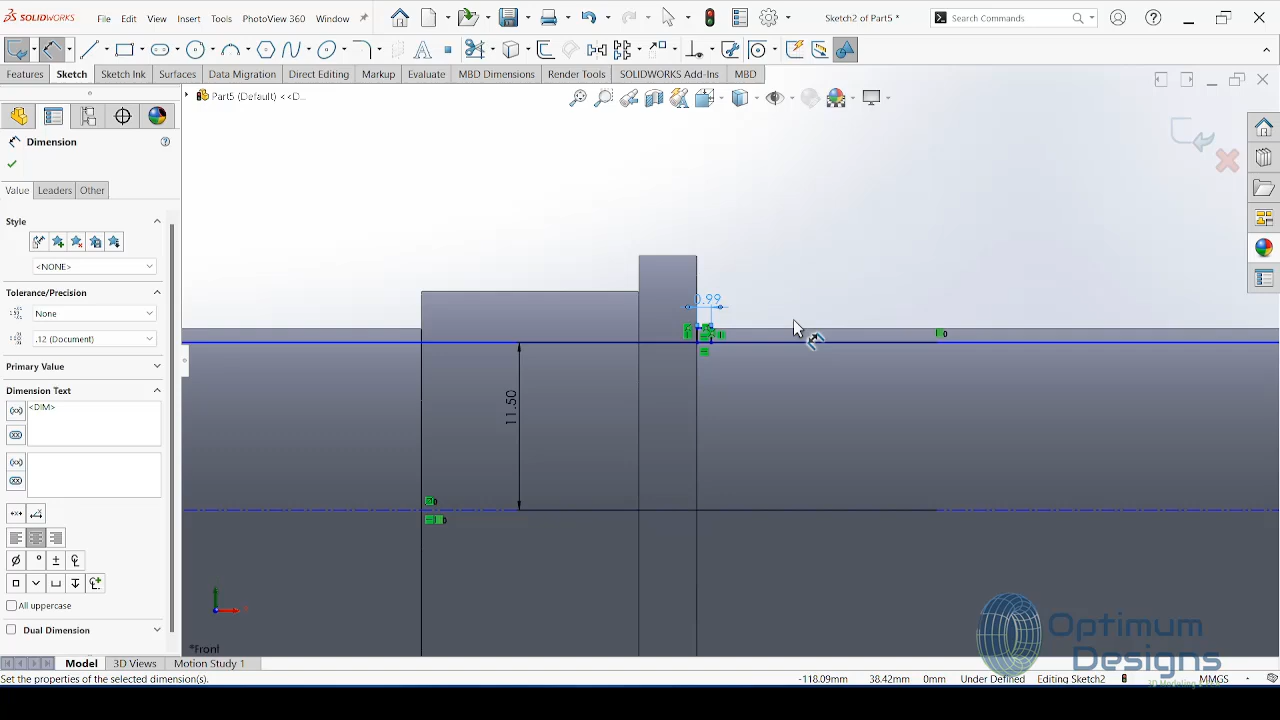 SOLIDWORKS
File
Edit
View
Insert
Tools
PhotoView 360
Window
Sketch2 of Part5 *
Search Commands
Features
Sketch
Sketch Ink
Surfaces
Data Migration
Direct Editing
Markup
Evaluate
MBD Dimensions
Render Tools
SOLIDWORKS Add-Ins
MBD
Part5 (Default) <<D...
Dimension
Value
Leaders
Other
Style
<NONE>
Tolerance/Precision
None
.12 (Document)
Primary Value
Dimension Text
<DIM>
All uppercase
Dual Dimension
0.99
11.50
*Front
Optimum
Designs
Model
3D Views
Motion Study 1
Set the properties of the selected dimension(s).
-118.09mm
38.42mm
0mm
Under Defined
Editing Sketch2
MMGS